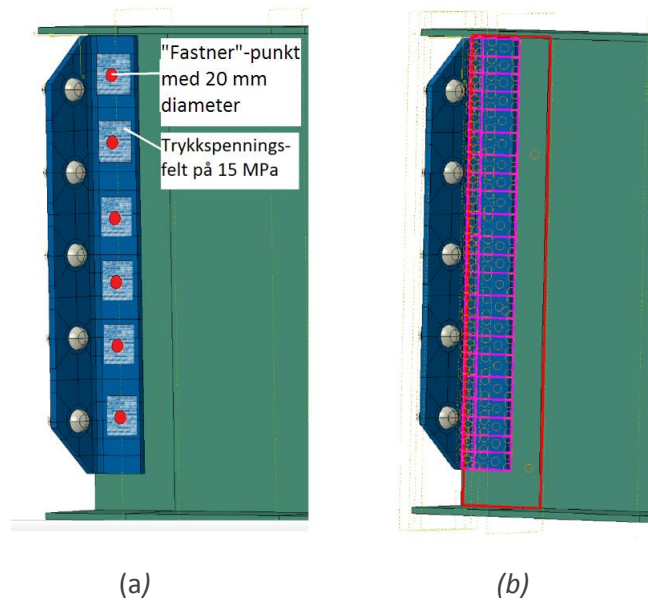 "Fastner"-punkt
med 20 mm
diameter
Trykkspennings-
felt på 15 MPa
(a)
(b)